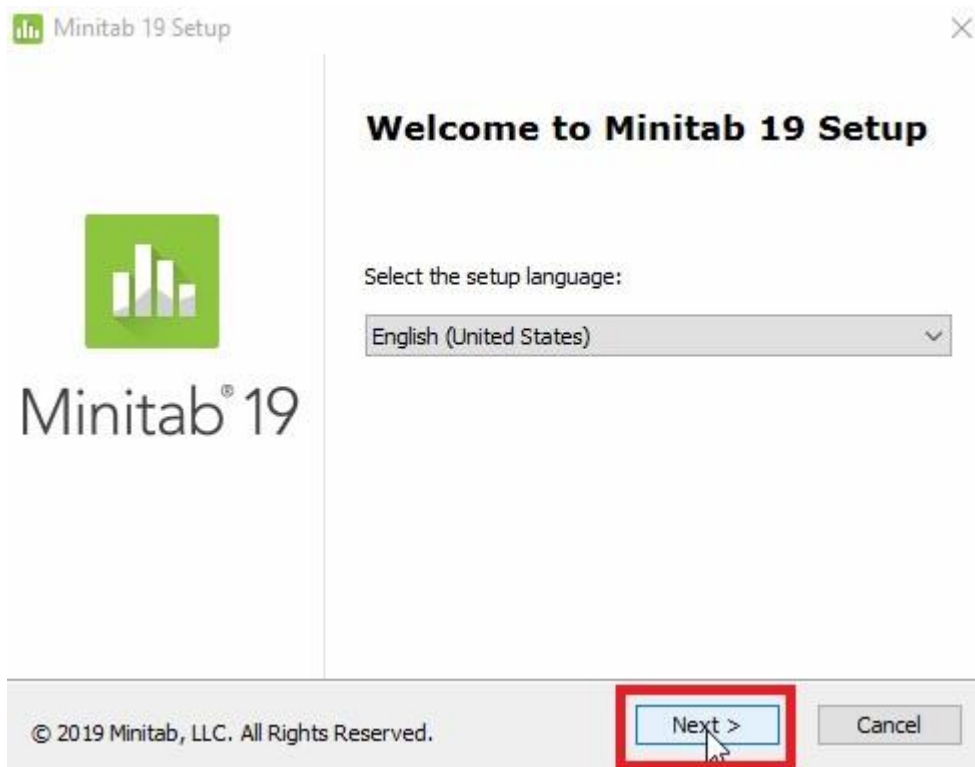 Minitab 19 Setup
Welcome to Minitab 19 Setup
Select the setup language:
English (United States)
Minitab® 19
© 2019 Minitab, LLC. All Rights Reserved.
Next >
Cancel